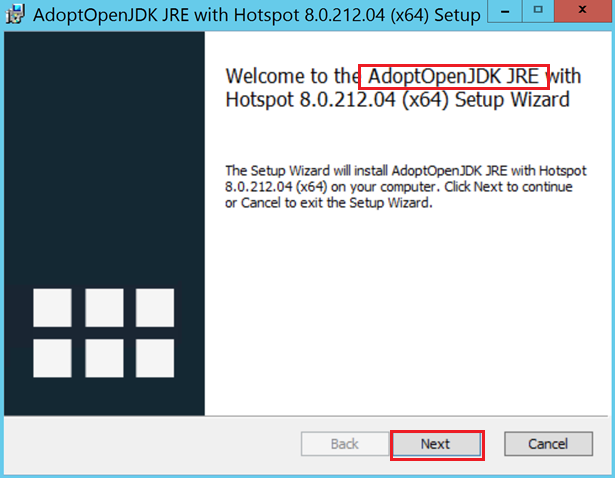 AdoptOpenJDK JRE with Hotspot 8.0.212.04 (x64) Setup
Welcome to the AdoptOpenJDK JRE with
Hotspot 8.0.212.04 (x64) Setup Wizard
The Setup Wizard will install AdoptOpenJDK JRE with Hotspot
8.0.212.04 (x64) on your computer. Click Next to continue
or Cancel to exit the Setup Wizard.
Back Next Cancel